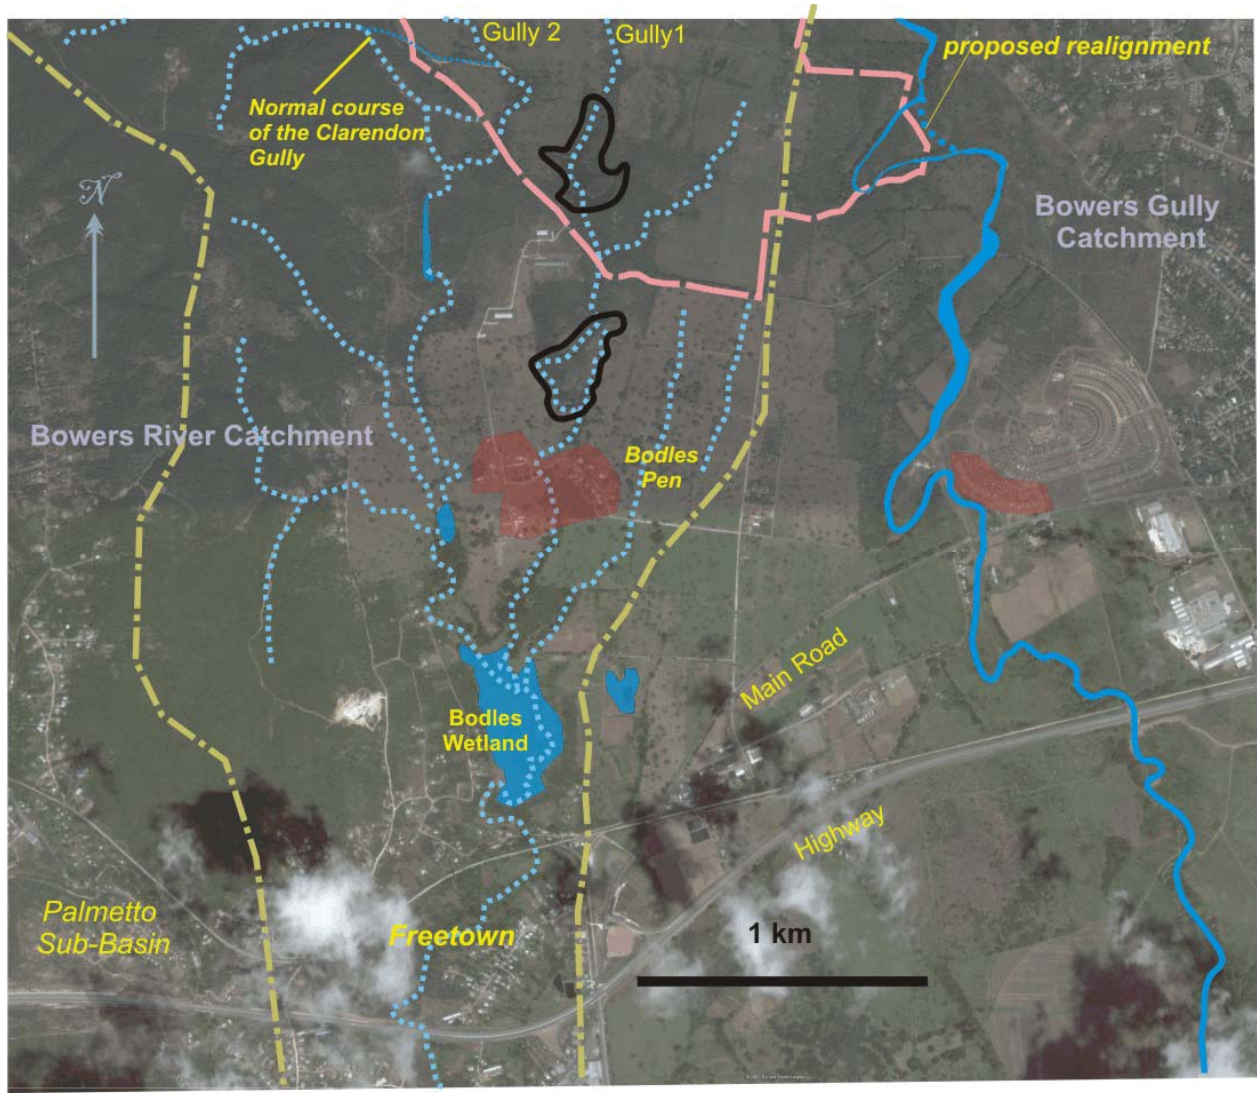 Gully 2
Gully1
proposed realignment
Normal course
of the Clarendon
Gully
N
Bowers Gully
Catchment
Bowers River Catchment
Bodles
Pen
Main Road
Bodles
Wetland
Highway
Palmetto
Sub-Basin
Freetown
1 km